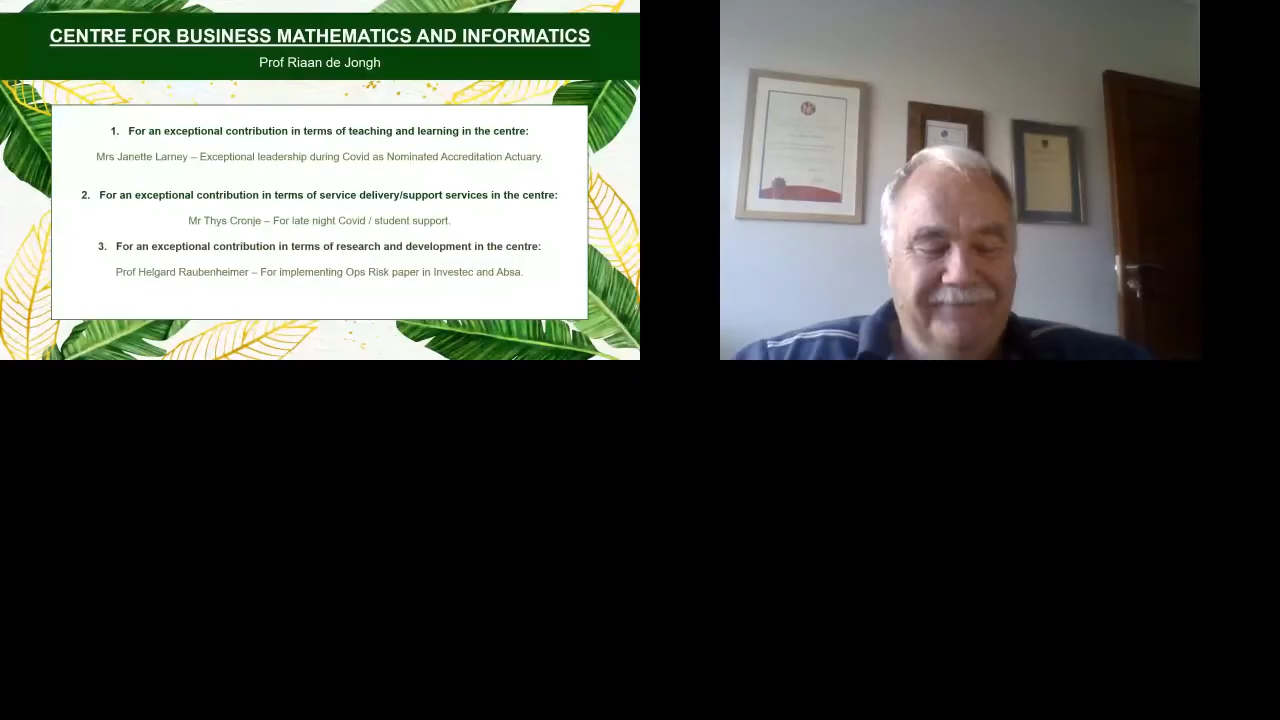 CENTRE FOR BUSINESS MATHEMATICS AND INFORMATICS
Prof Riaan de Jongh
1. For an exceptional contribution in terms of teaching and learning in the centre:
Mrs Janette Larney – Exceptional leadership during Covid as Nominated Accreditation Actuary.
2. For an exceptional contribution in terms of service delivery/support services in the centre:
Mr Thys Cronje – For late night Covid / student support.
3. For an exceptional contribution in terms of research and development in the centre:
Prof Helgard Raubenheimer – For implementing Ops Risk paper in Investec and Absa.